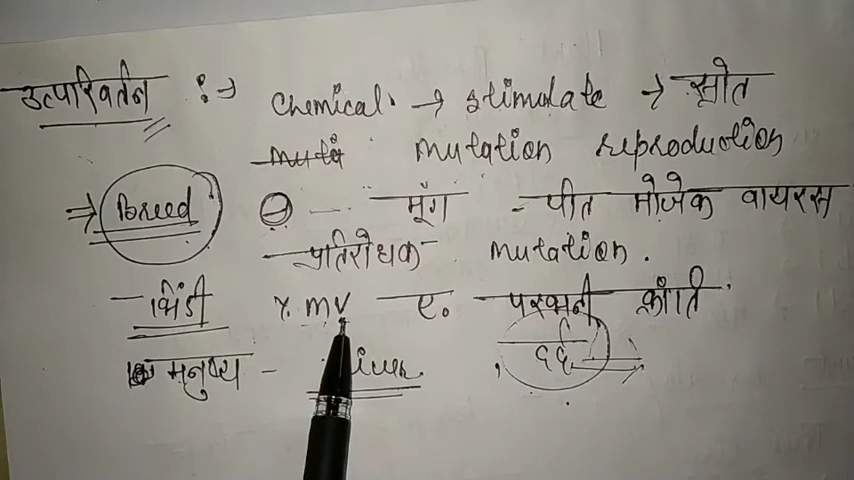 उत्परिवर्तन :→ Chemical. → stimulate → स्रोत
mutation reproduction
⇒ Breed — मूंग = पीत मोजेक वायरस
प्रतिरोधक mutation.
– भिंडी Y. MV ए. परभनी क्रांति
मनुष्य –